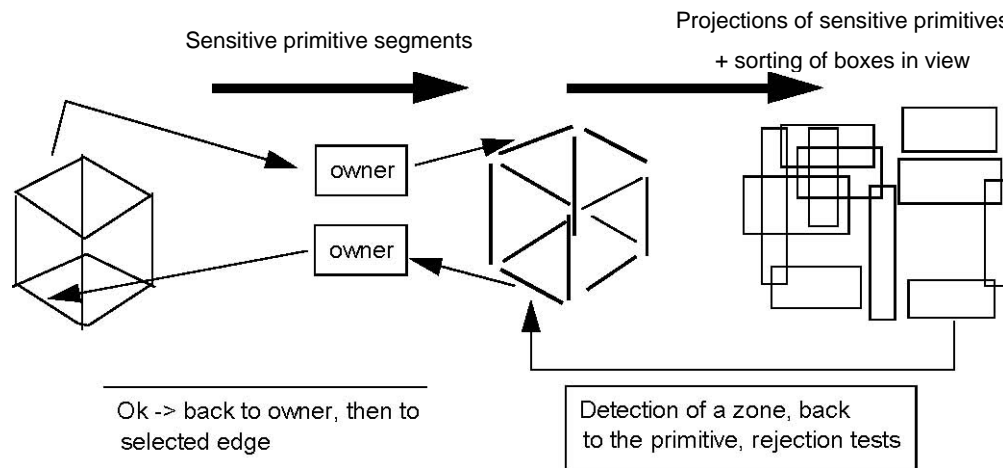 Sensitive primitive segments
Projections of sensitive primitives
+ sorting of boxes in view
owner
owner
Ok -> back to owner, then to
selected edge
Detection of a zone, back
to the primitive, rejection tests